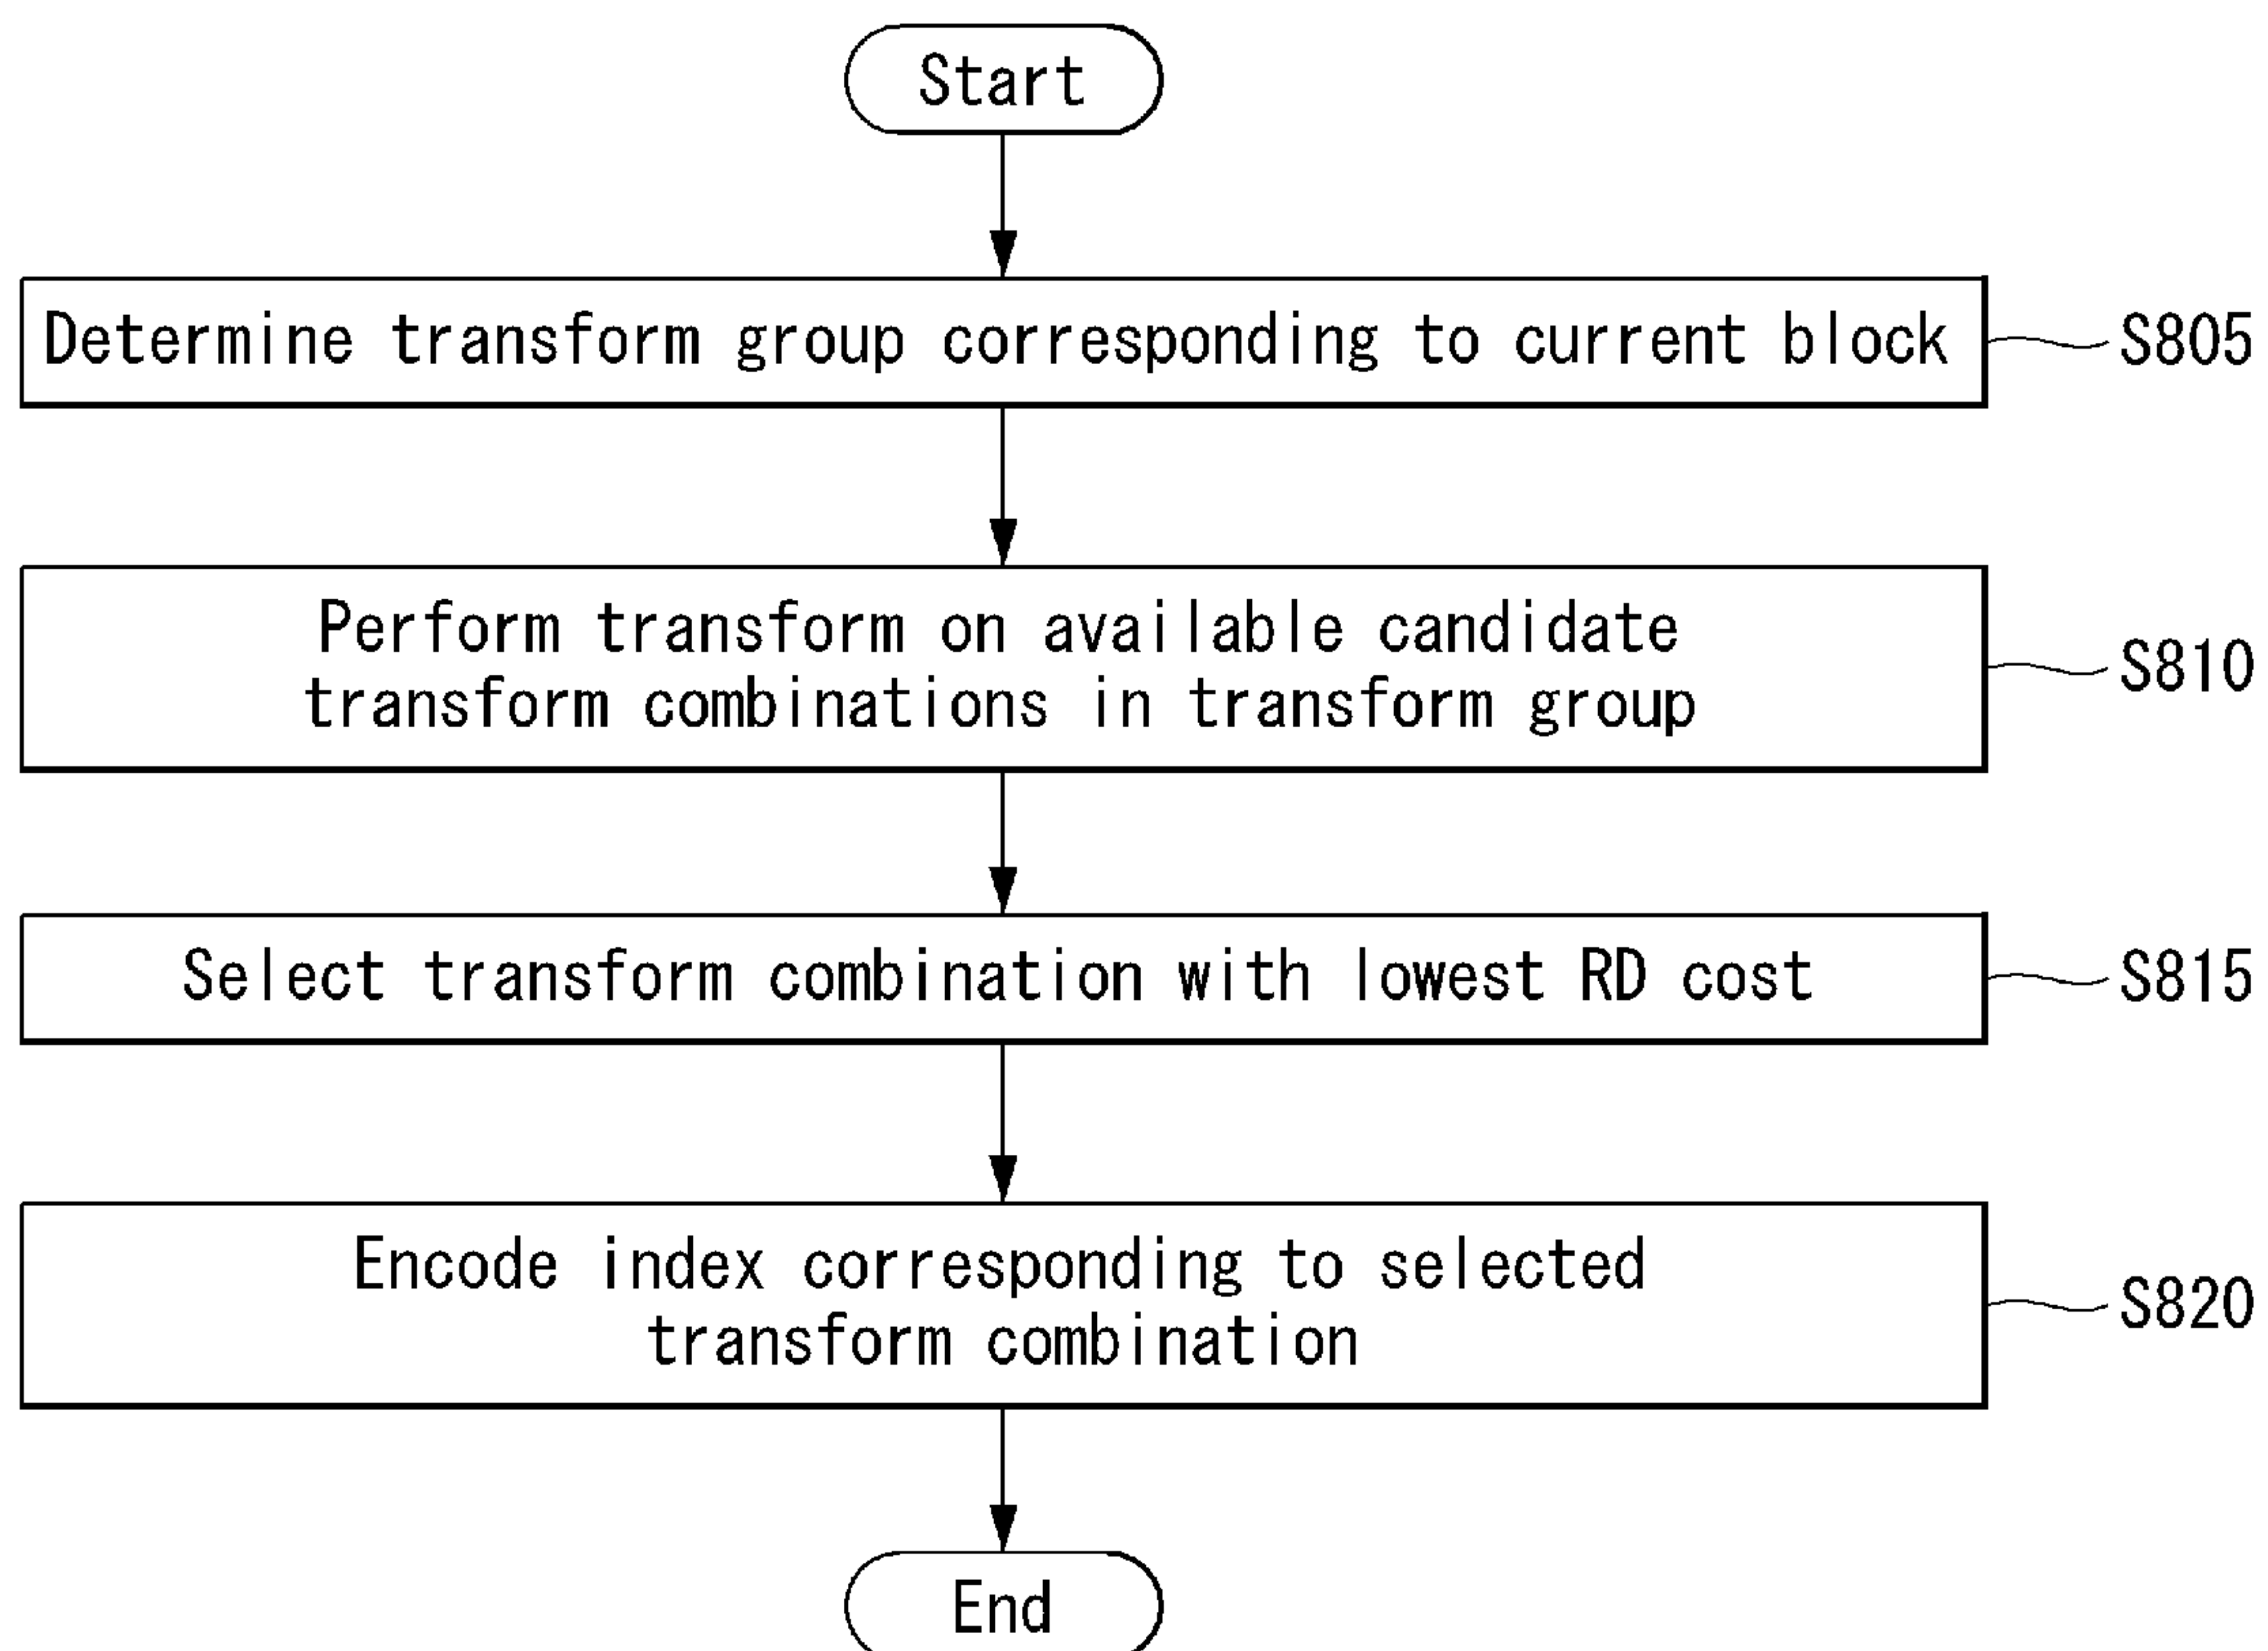 Start
Determine transform group corresponding to current block
S805
Perform transform on available candidate
transform combinations in transform group
S810
Select transform combination with lowest RD cost
S815
Encode index corresponding to selected
transform combination
S820
End